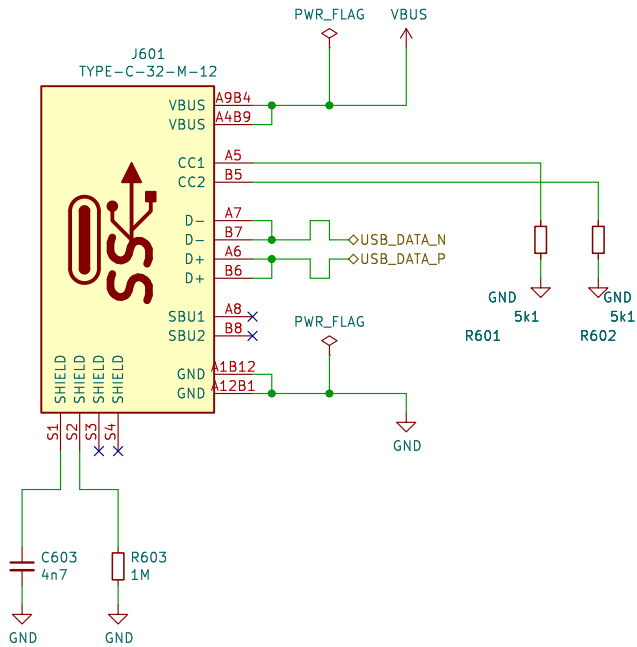 PWR_FLAG VBUS
J601
TYPE-C-32-M-12
VBUS A9B4
VBUS A4B9
CC1 A5
CC2 B5
D- A7
D- B7 USB_DATA_N
D+ A6 USB_DATA_P
D+ B6
SS
GND GND
5k1 5k1
R601 R602
SBU1 A8
SBU2 B8
PWR_FLAG
GND A1B12
GND A12B1
SHIELD SHIELD SHIELD SHIELD
S1 S2 S3 S4
GND
C603 R603
4n7 1M
GND GND